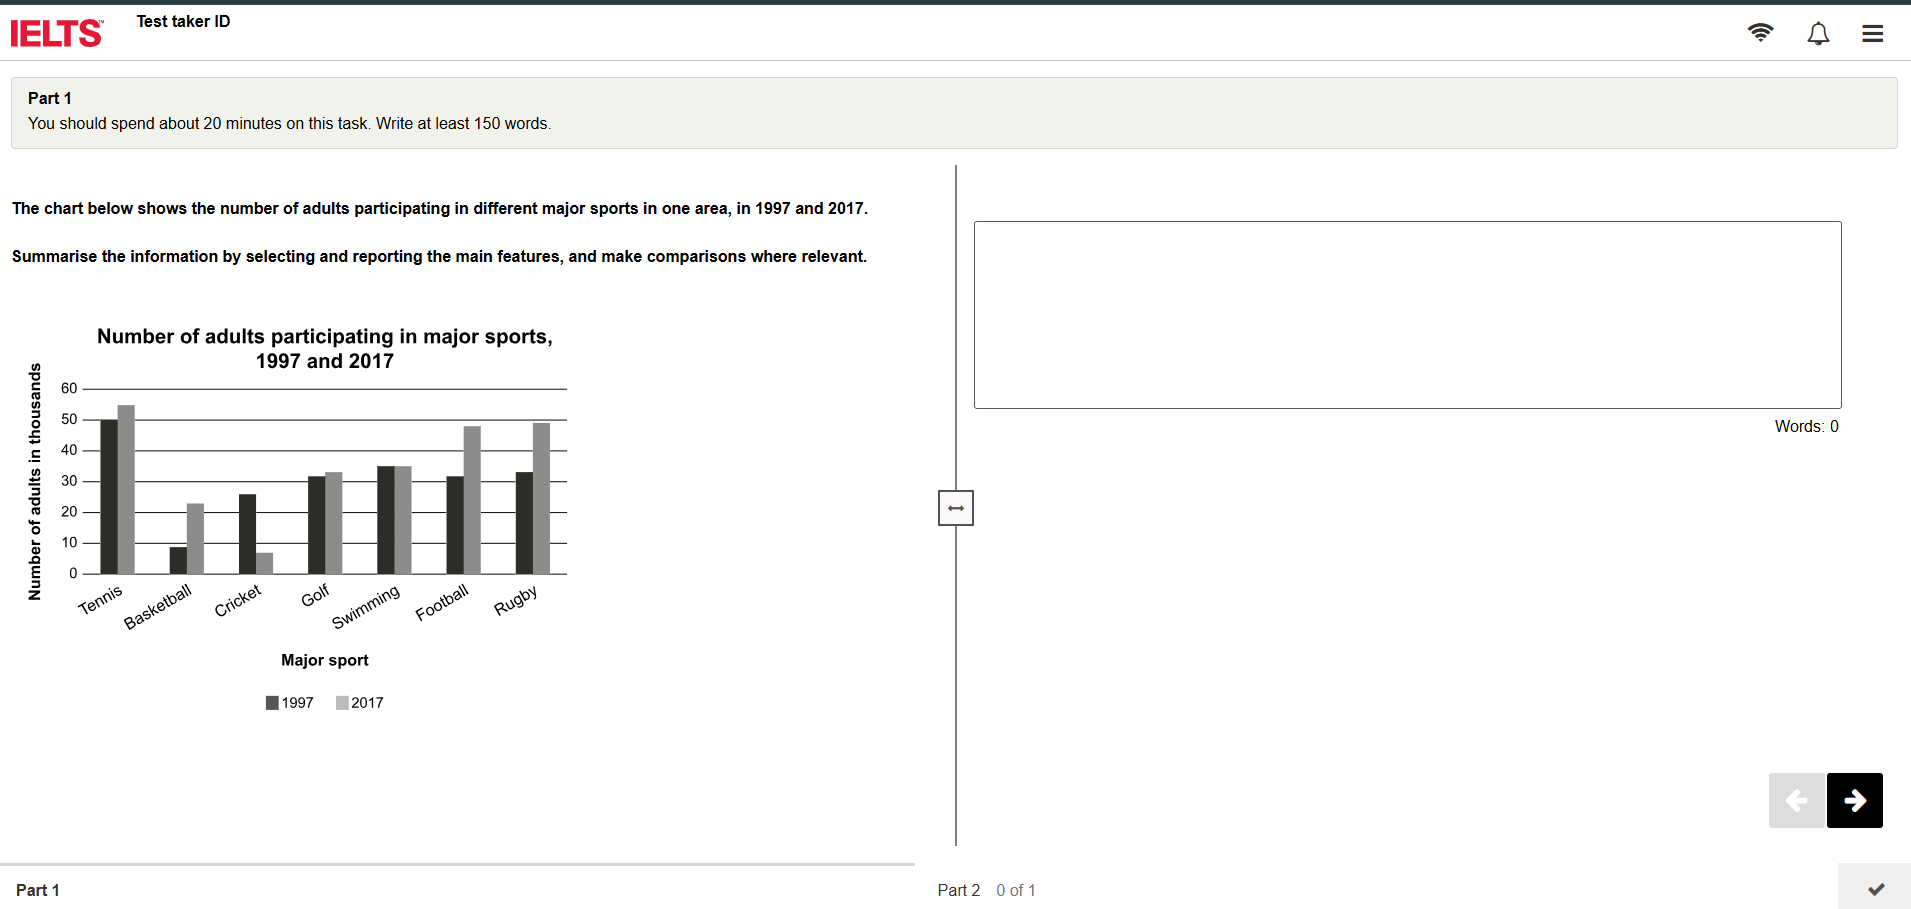 IELTS™
Test taker ID
Part 1
You should spend about 20 minutes on this task. Write at least 150 words.
The chart below shows the number of adults participating in different major sports in one area, in 1997 and 2017.
Summarise the information by selecting and reporting the main features, and make comparisons where relevant.
Number of adults participating in major sports,
1997 and 2017
Number of adults in thousands
60
50
40
30
20
10
0
Tennis
Basketball
Cricket
Golf
Swimming
Football
Rugby
Major sport
1997
2017
Words: 0
Part 1
Part 2 0 of 1